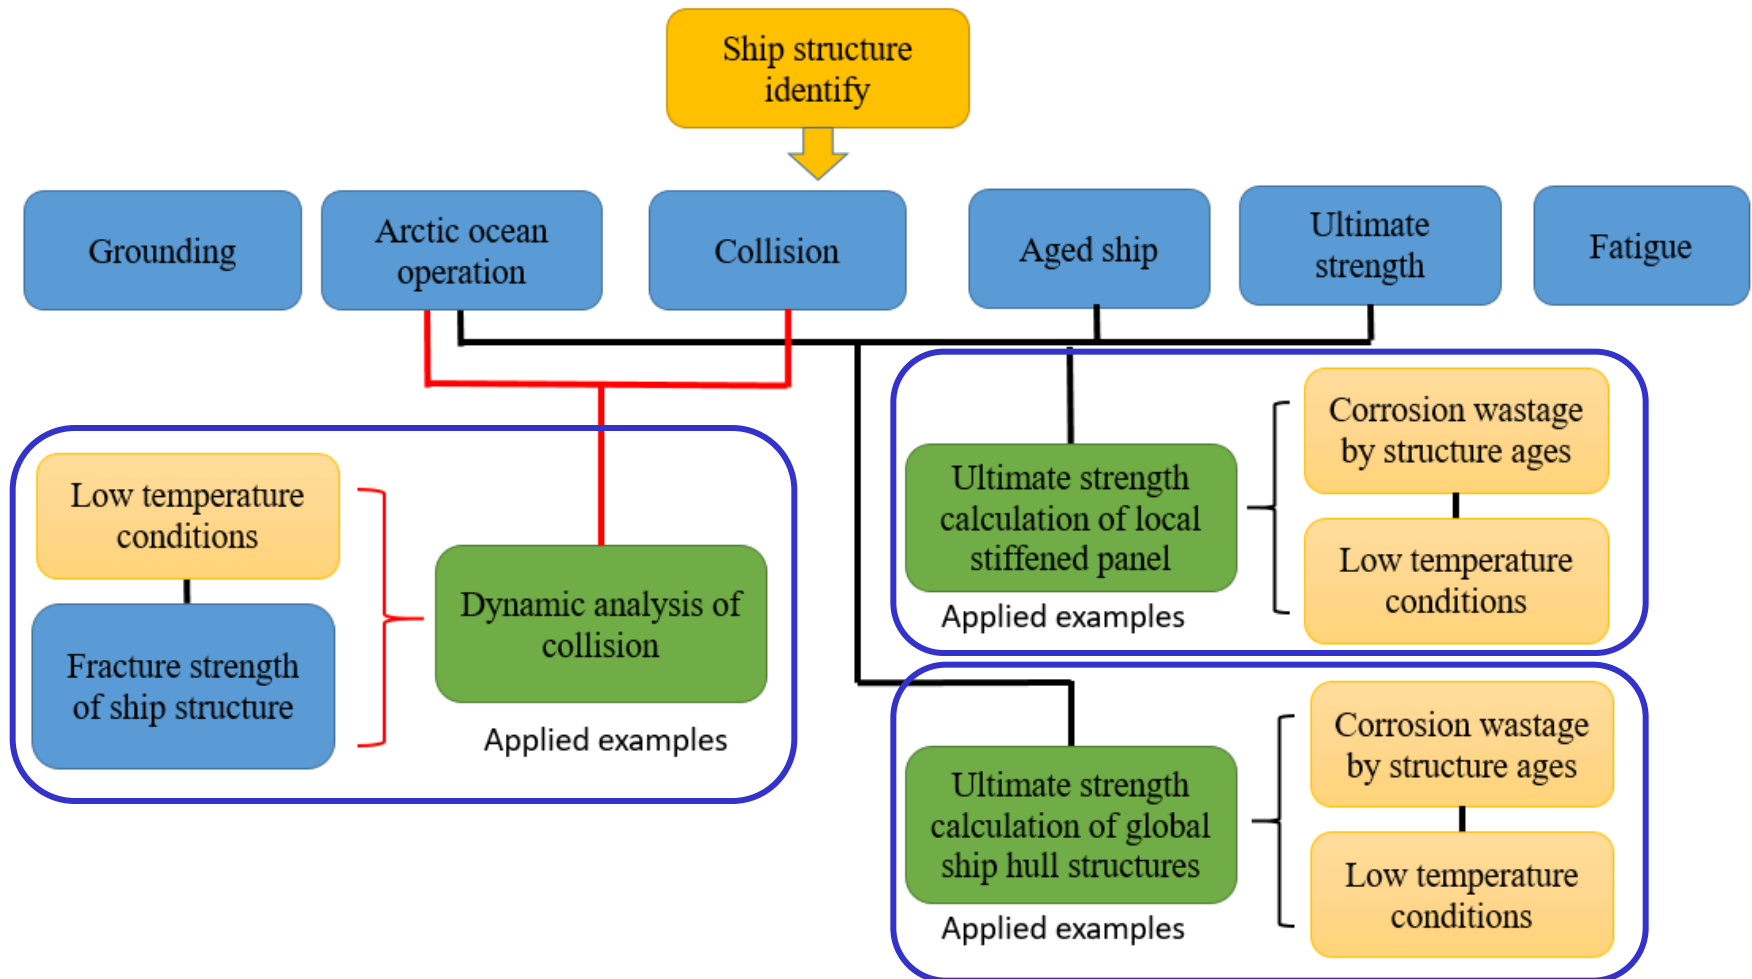 Ship structure
identify
Grounding
Arctic ocean
operation
Collision
Aged ship
Ultimate
strength
Fatigue
Low temperature
conditions
Fracture strength
of ship structure
Dynamic analysis of
collision
Applied examples
Ultimate strength
calculation of local
stiffened panel
Applied examples
Corrosion wastage
by structure ages
Low temperature
conditions
Ultimate strength
calculation of global
ship hull structures
Applied examples
Corrosion wastage
by structure ages
Low temperature
conditions